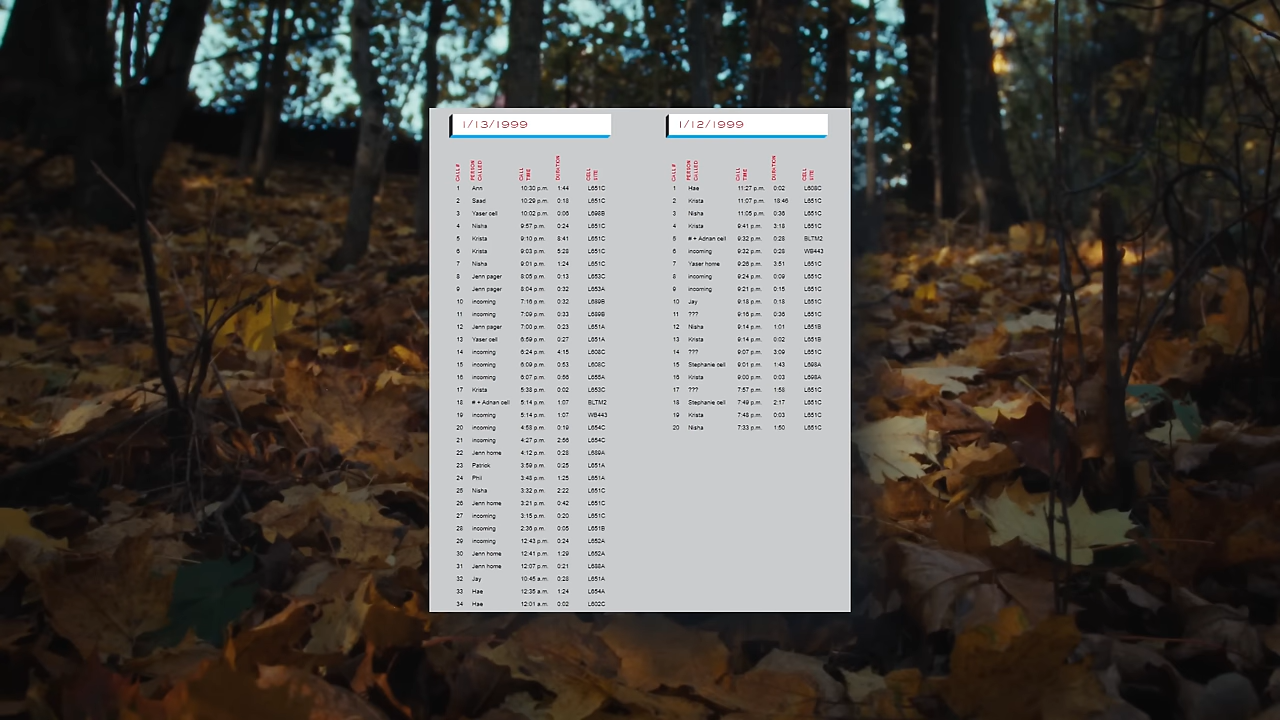 1/13/1999
CALL # PERSON CALLED CALL TIME DURATION CELL SITE
1 Ann 10:30 p.m. 1:44 L651C
2 Saad 10:29 p.m. 0:18 L651C
3 Yaser cell 10:02 p.m. 0:06 L698B
4 Nisha 9:57 p.m. 0:24 L651C
5 Krista 9:10 p.m. 8:41 L651C
6 Krista 9:03 p.m. 5:28 L651C
7 Nisha 9:01 p.m. 1:24 L651C
8 Jenn pager 8:05 p.m. 0:13 L653C
9 Jenn pager 8:04 p.m. 0:32 L653A
10 incoming 7:16 p.m. 0:32 L689B
11 incoming 7:09 p.m. 0:33 L689B
12 Jenn pager 7:00 p.m. 0:23 L651A
13 Yaser cell 6:59 p.m. 0:27 L651A
14 incoming 6:24 p.m. 4:15 L608C
15 incoming 6:09 p.m. 0:53 L608C
16 incoming 6:07 p.m. 0:56 L655A
17 Krista 5:38 p.m. 0:02 L653C
18 # + Adnan cell 5:14 p.m. 1:07 BLTM2
19 incoming 5:14 p.m. 1:07 WB443
20 incoming 4:58 p.m. 0:19 L654C
21 incoming 4:27 p.m. 2:56 L654C
22 Jenn home 4:12 p.m. 0:28 L689A
23 Patrick 3:59 p.m. 0:25 L651A
24 Phil 3:48 p.m. 1:25 L651A
25 Nisha 3:32 p.m. 2:22 L651C
26 Jenn home 3:21 p.m. 0:42 L651C
27 incoming 3:15 p.m. 0:20 L651C
28 incoming 2:36 p.m. 0:05 L651B
29 incoming 12:43 p.m. 0:24 L652A
30 Jenn home 12:41 p.m. 1:29 L652A
31 Jenn home 12:07 p.m. 0:21 L688A
32 Jay 10:45 a.m. 0:28 L651A
33 Hae 12:35 a.m. 1:24 L654A
34 Hae 12:01 a.m. 0:02 L602C
1/12/1999
CALL # PERSON CALLED CALL TIME DURATION CELL SITE
1 Hae 11:27 p.m. 0:02 L608C
2 Krista 11:07 p.m. 18:46 L651C
3 Nisha 11:05 p.m. 0:36 L651C
4 Krista 9:41 p.m. 3:18 L651C
5 # + Adnan cell 9:32 p.m. 0:28 BLTM2
6 incoming 9:32 p.m. 0:28 WB443
7 Yaser home 9:26 p.m. 3:51 L651C
8 incoming 9:24 p.m. 0:09 L651C
9 incoming 9:21 p.m. 0:15 L651C
10 Jay 9:18 p.m. 0:18 L651C
11 ??? 9:16 p.m. 0:36 L651C
12 Nisha 9:14 p.m. 1:01 L651B
13 Krista 9:14 p.m. 0:02 L651B
14 ??? 9:07 p.m. 3:09 L651C
15 Stephanie cell 9:01 p.m. 1:43 L698A
16 Krista 9:00 p.m. 0:03 L698A
17 ??? 7:57 p.m. 1:58 L651C
18 Stephanie cell 7:49 p.m. 2:17 L651C
19 Krista 7:48 p.m. 0:03 L651C
20 Nisha 7:33 p.m. 1:50 L651C